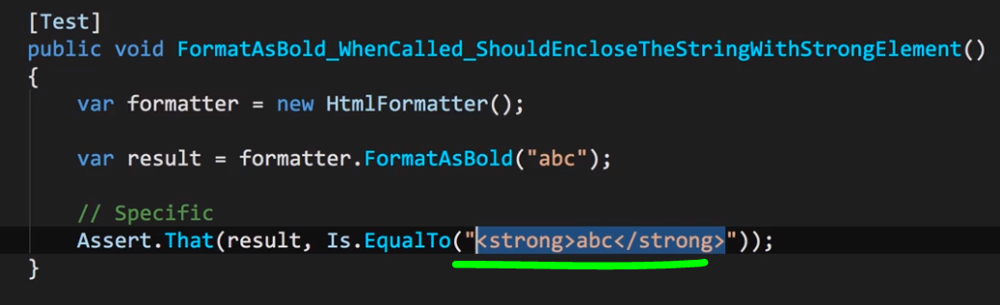 [Test]
public void FormatAsBold_WhenCalled_ShouldEncloseTheStringWithStrongElement()
{
var formatter = new HtmlFormatter();
var result = formatter.FormatAsBold("abc");
// Specific
Assert.That(result, Is.EqualTo("<strong>abc</strong>"));
}